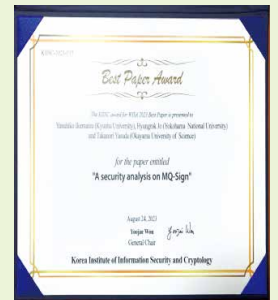 Best Paper Award
The KIISC award for WISA 2023 Best Paper is presented to
Yasuhiko Ikematsu (Kyushu University), Hyungrok Jo (Yokohama National University)
and Takanori Yasuda (Okayama University of Science)
for the paper entitled
"A security analysis on MQ-Sign"
August 24, 2023
Yoojae Won
General Chair
Korea Institute of Information Security and Cryptology